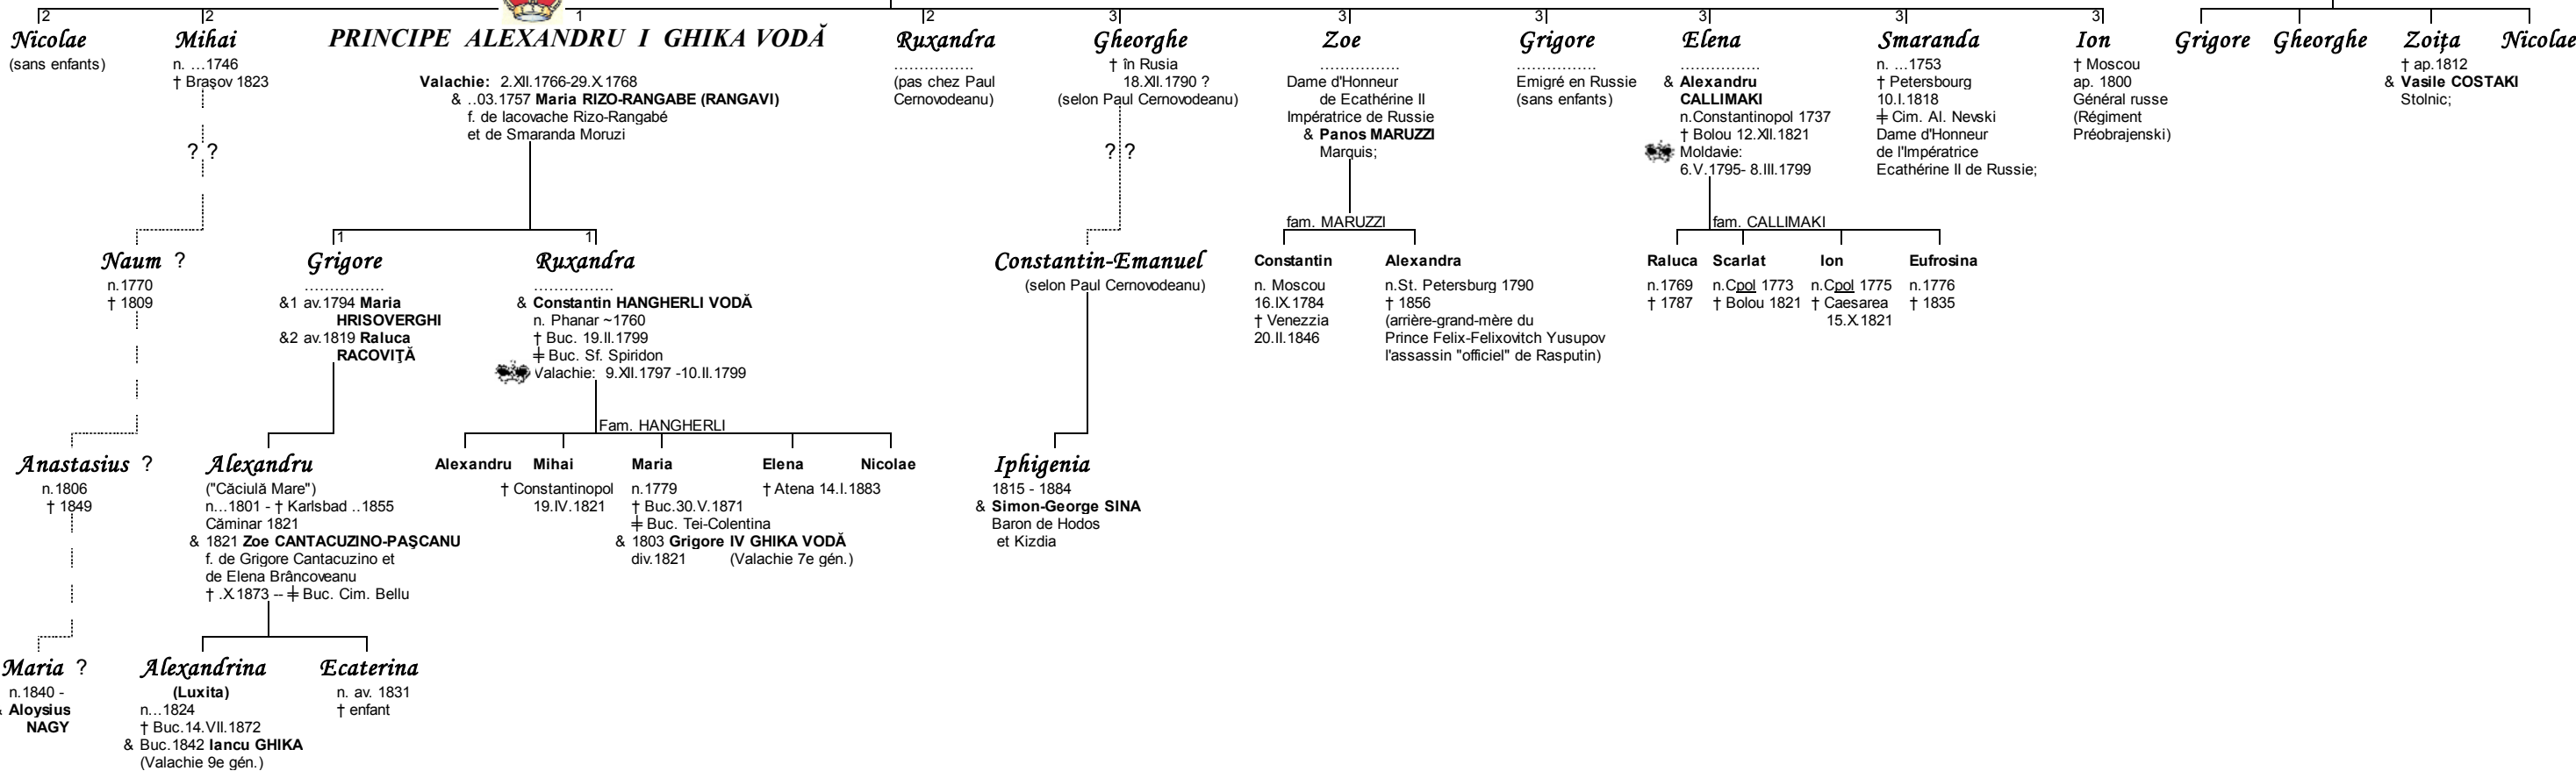 2
Nicolae
(sans enfants)
2
Mihai
n. ...1746
† Braşov 1823
? ?
1
PRINCIPE ALEXANDRU I GHIKA VODĂ
Valachie: 2.XII.1766-29.X.1768
& ..03.1757 Maria RIZO-RANGABE (RANGAVI)
f. de Iacovache Rizo-Rangabé
et de Smaranda Moruzi
2
Ruxandra
................
(pas chez Paul
Cernovodeanu)
3
Gheorghe
† în Rusia
18.XII.1790 ?
(selon Paul Cernovodeanu)
? ?
3
Zoe
................
Dame d'Honneur
de Ecathérine II
Impératrice de Russie
& Panos MARUZZI
Marquis;
3
Grigore
................
Emigré en Russie
(sans enfants)
3
Elena
................
& Alexandru
CALLIMAKI
n.Constantinopol 1737
† Bolou 12.XII.1821
Moldavie:
6.V.1795- 8.III.1799
3
Smaranda
n. ...1753
† Petersbourg
10.I.1818
╪ Cim. Al. Nevski
Dame d'Honneur
de l'Impératrice
Ecathérine II de Russie;
3
Ion
† Moscou
ap. 1800
Général russe
(Régiment
Préobrajenski)
Grigore
Gheorghe
Zoiţa
† ap.1812
& Vasile COSTAKI
Stolnic;
Nicolae
Naum ?
n.1770
† 1809
1
Grigore
................
&1 av.1794 Maria
HRISOVERGHI
&2 av.1819 Raluca
RACOVIŢĂ
1
Ruxandra
................
& Constantin HANGHERLI VODĂ
n. Phanar ~1760
† Buc. 19.II.1799
╪ Buc. Sf. Spiridon
Valachie: 9.XII.1797 -10.II.1799
Constantin-Emanuel
(selon Paul Cernovodeanu)
fam. MARUZZI
Constantin
n. Moscou
16.IX.1784
† Venezzia
20.II.1846
Alexandra
n.St. Petersburg 1790
† 1856
(arrière-grand-mère du
Prince Felix-Felixovitch Yusupov
l'assassin "officiel" de Rasputin)
fam. CALLIMAKI
Raluca
n.1769
† 1787
Scarlat
n.Cpol 1773
† Bolou 1821
Ion
n.Cpol 1775
† Caesarea
15.X.1821
Eufrosina
n.1776
† 1835
Anastasius ?
n.1806
† 1849
Alexandru
("Căciulă Mare")
n...1801 - † Karlsbad ..1855
Căminar 1821
& 1821 Zoe CANTACUZINO-PAŞCANU
f. de Grigore Cantacuzino et
de Elena Brâncoveanu
† .X.1873 -- ╪ Buc. Cim. Bellu
Fam. HANGHERLI
Alexandru
Mihai
† Constantinopol
19.IV.1821
Maria
n.1779
† Buc.30.V.1871
╪ Buc. Tei-Colentina
& 1803 Grigore IV GHIKA VODĂ
div.1821 (Valachie 7e gén.)
Elena
† Atena 14.I.1883
Nicolae
Iphigenia
1815 - 1884
& Simon-George SINA
Baron de Hodos
et Kizdia
Maria ?
n.1840 -
& Aloysius
NAGY
Alexandrina
(Luxita)
n...1824
† Buc.14.VII.1872
& Buc.1842 Iancu GHIKA
(Valachie 9e gén.)
Ecaterina
n. av. 1831
† enfant